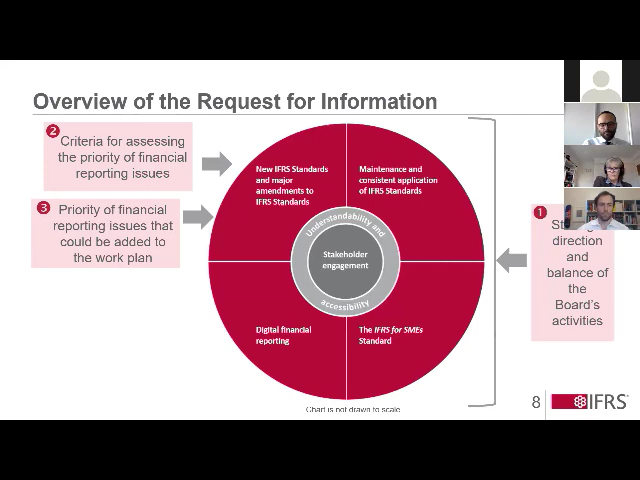 Overview of the Request for Information
2
Criteria for assessing
the priority of financial
reporting issues
3
Priority of financial
reporting issues that
could be added to
the work plan
New IFRS Standards
and major
amendments to
IFRS Standards
Maintenance and
consistent application
of IFRS Standards
Understandability and
Stakeholder
engagement
accessibility
Digital financial
reporting
The IFRS for SMEs
Standard
1
direction
and
balance of
the
Board's
activities
Chart is not drawn to scale
8
IFRS